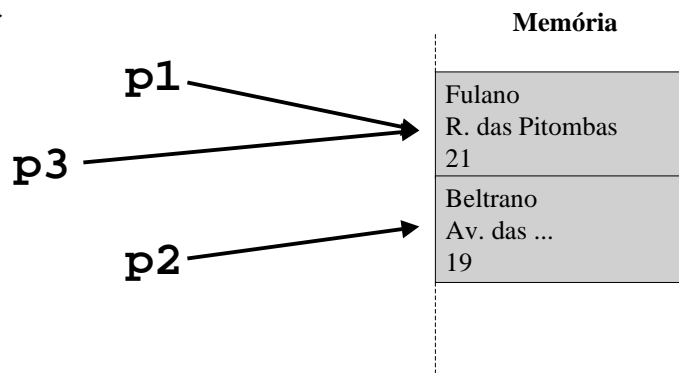 Memória
p1
Fulano
R. das Pitombas
21
p3
Beltrano
Av. das ...
19
p2